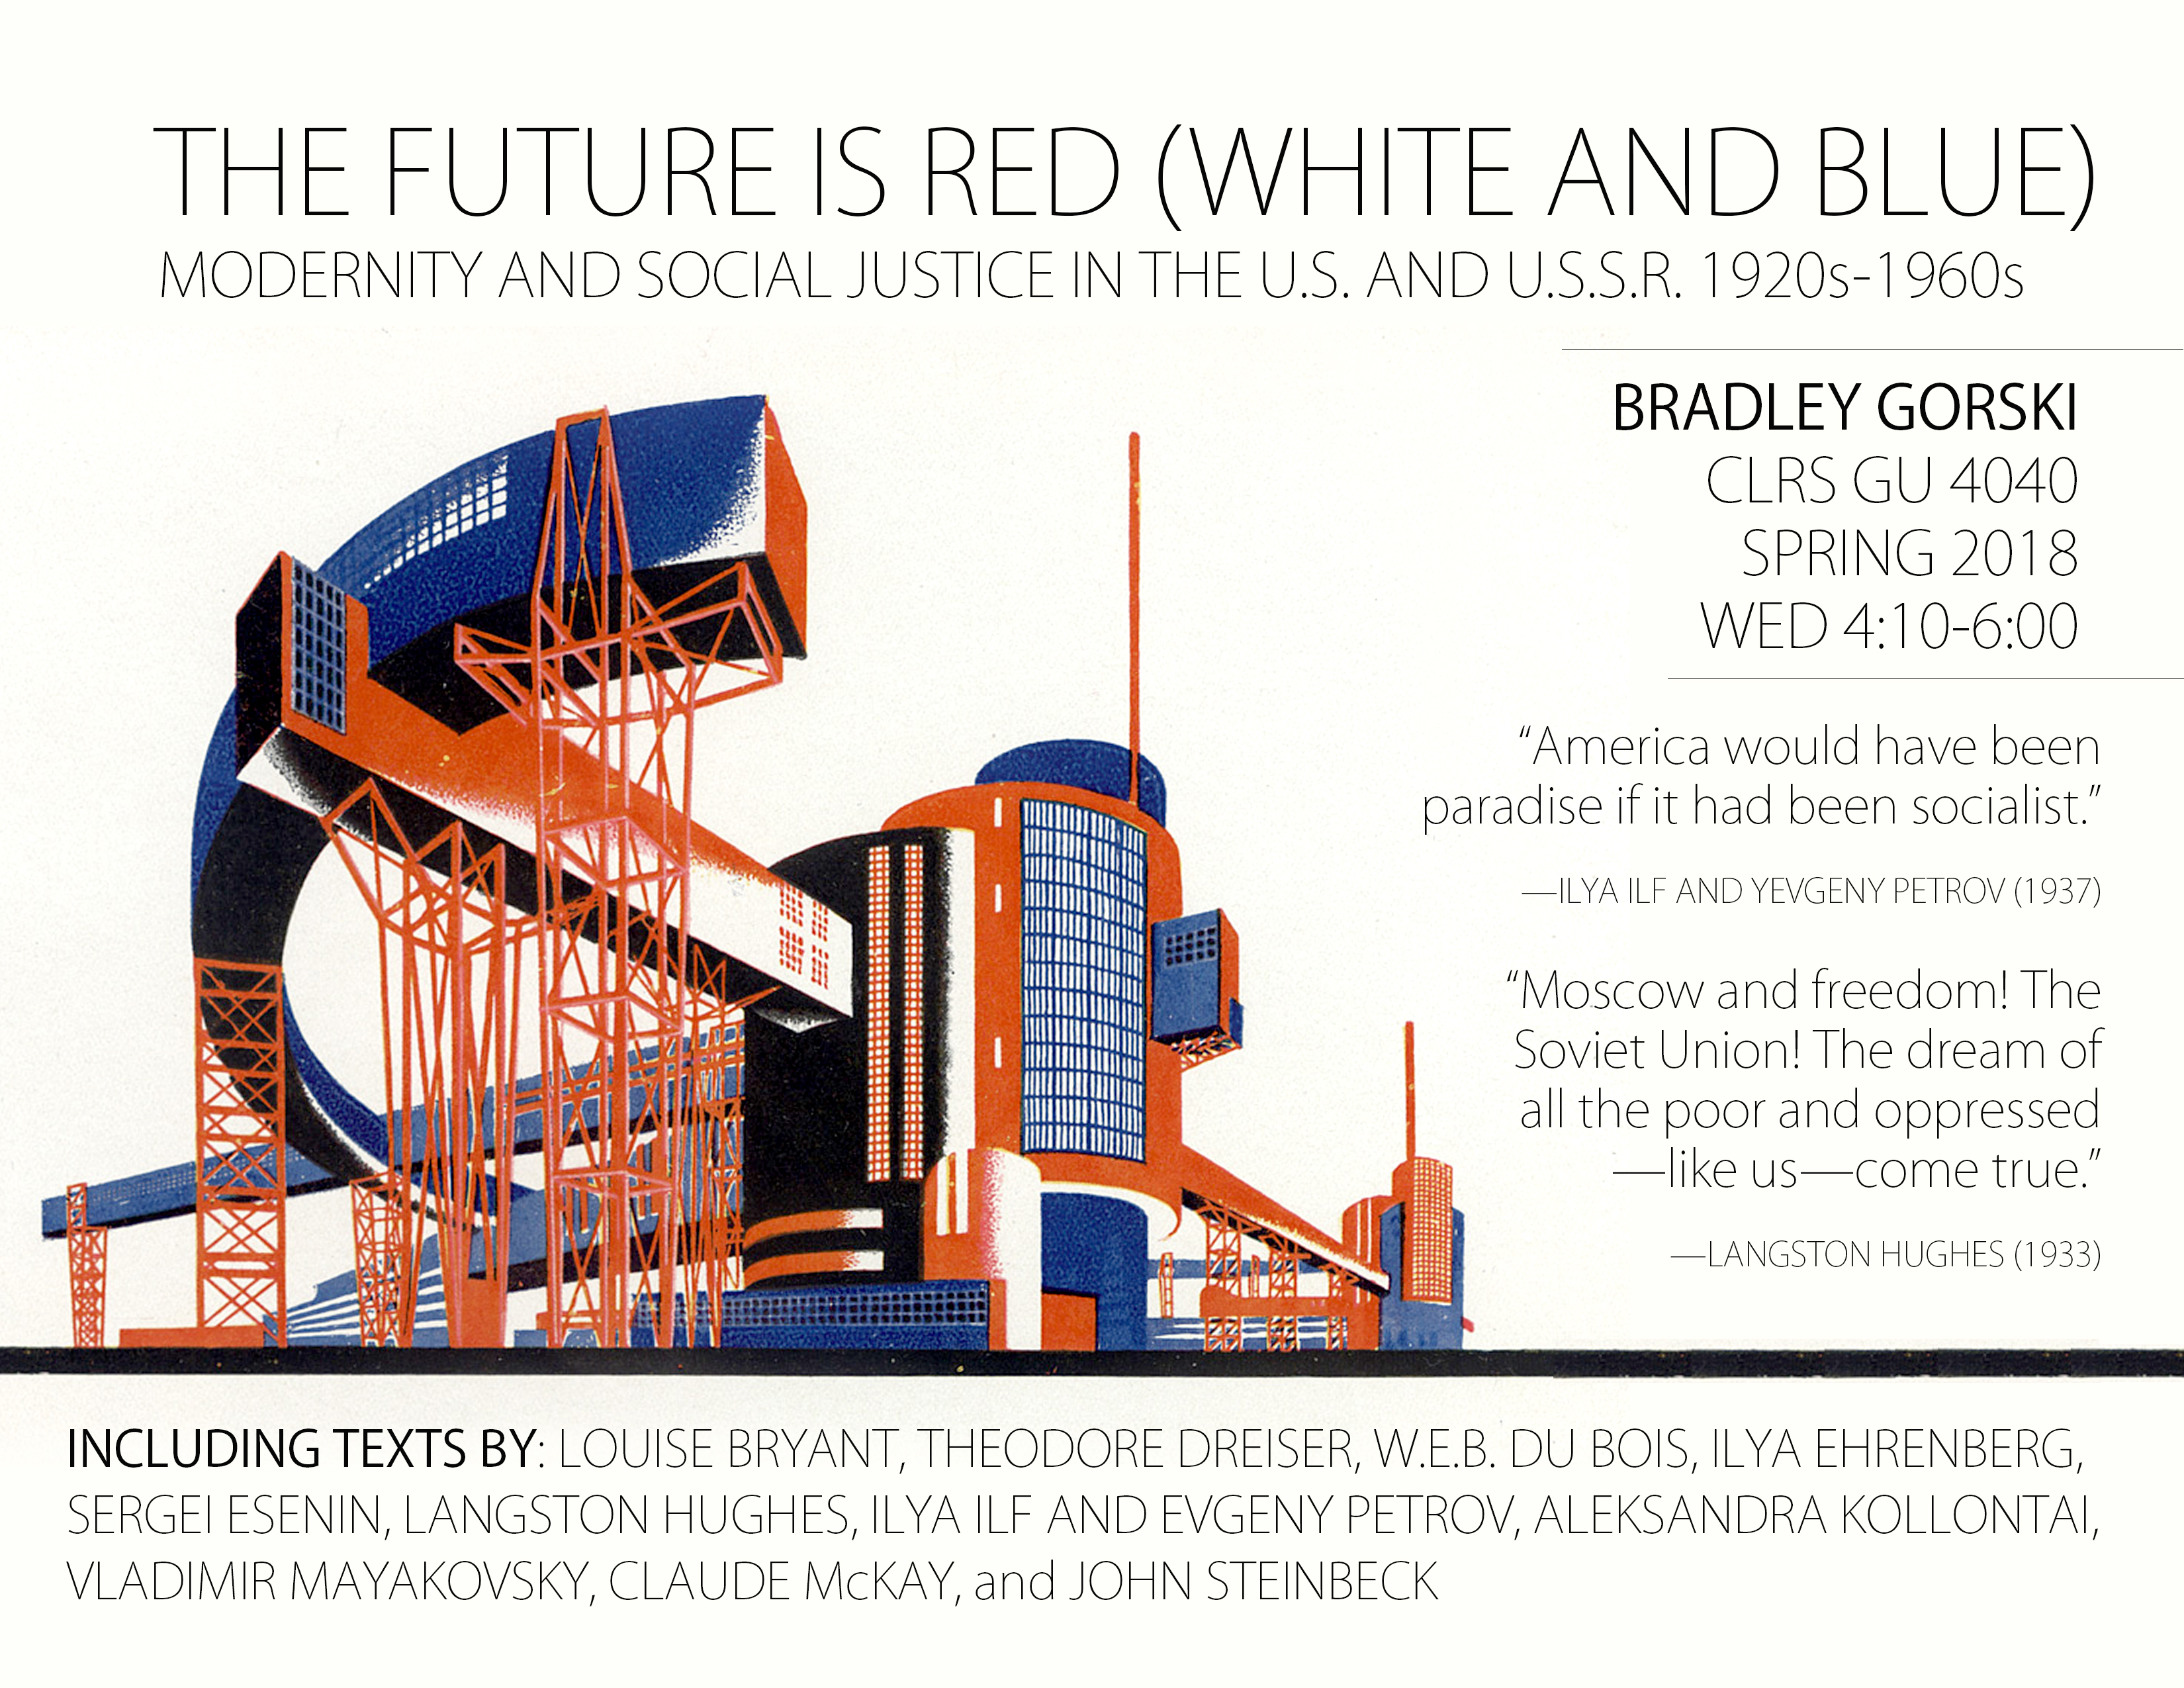 THE FUTURE IS RED (WHITE AND BLUE)
MODERNITY AND SOCIAL JUSTICE IN THE U.S. AND U.S.S.R. 1920s-1960s
BRADLEY GORSKI
CLRS GU 4040
SPRING 2018
WED 4:10-6:00
“America would have been
paradise if it had been socialist.”
—ILYA ILF AND YEVGENY PETROV (1937)
“Moscow and freedom! The
Soviet Union! The dream of
all the poor and oppressed
—like us—come true.”
—LANGSTON HUGHES (1933)
INCLUDING TEXTS BY: LOUISE BRYANT, THEODORE DREISER, W.E.B. DU BOIS, ILYA EHRENBERG,
SERGEI ESENIN, LANGSTON HUGHES, ILYA ILF AND EVGENY PETROV, ALEKSANDRA KOLLONTAI,
VLADIMIR MAYAKOVSKY, CLAUDE McKAY, and JOHN STEINBECK